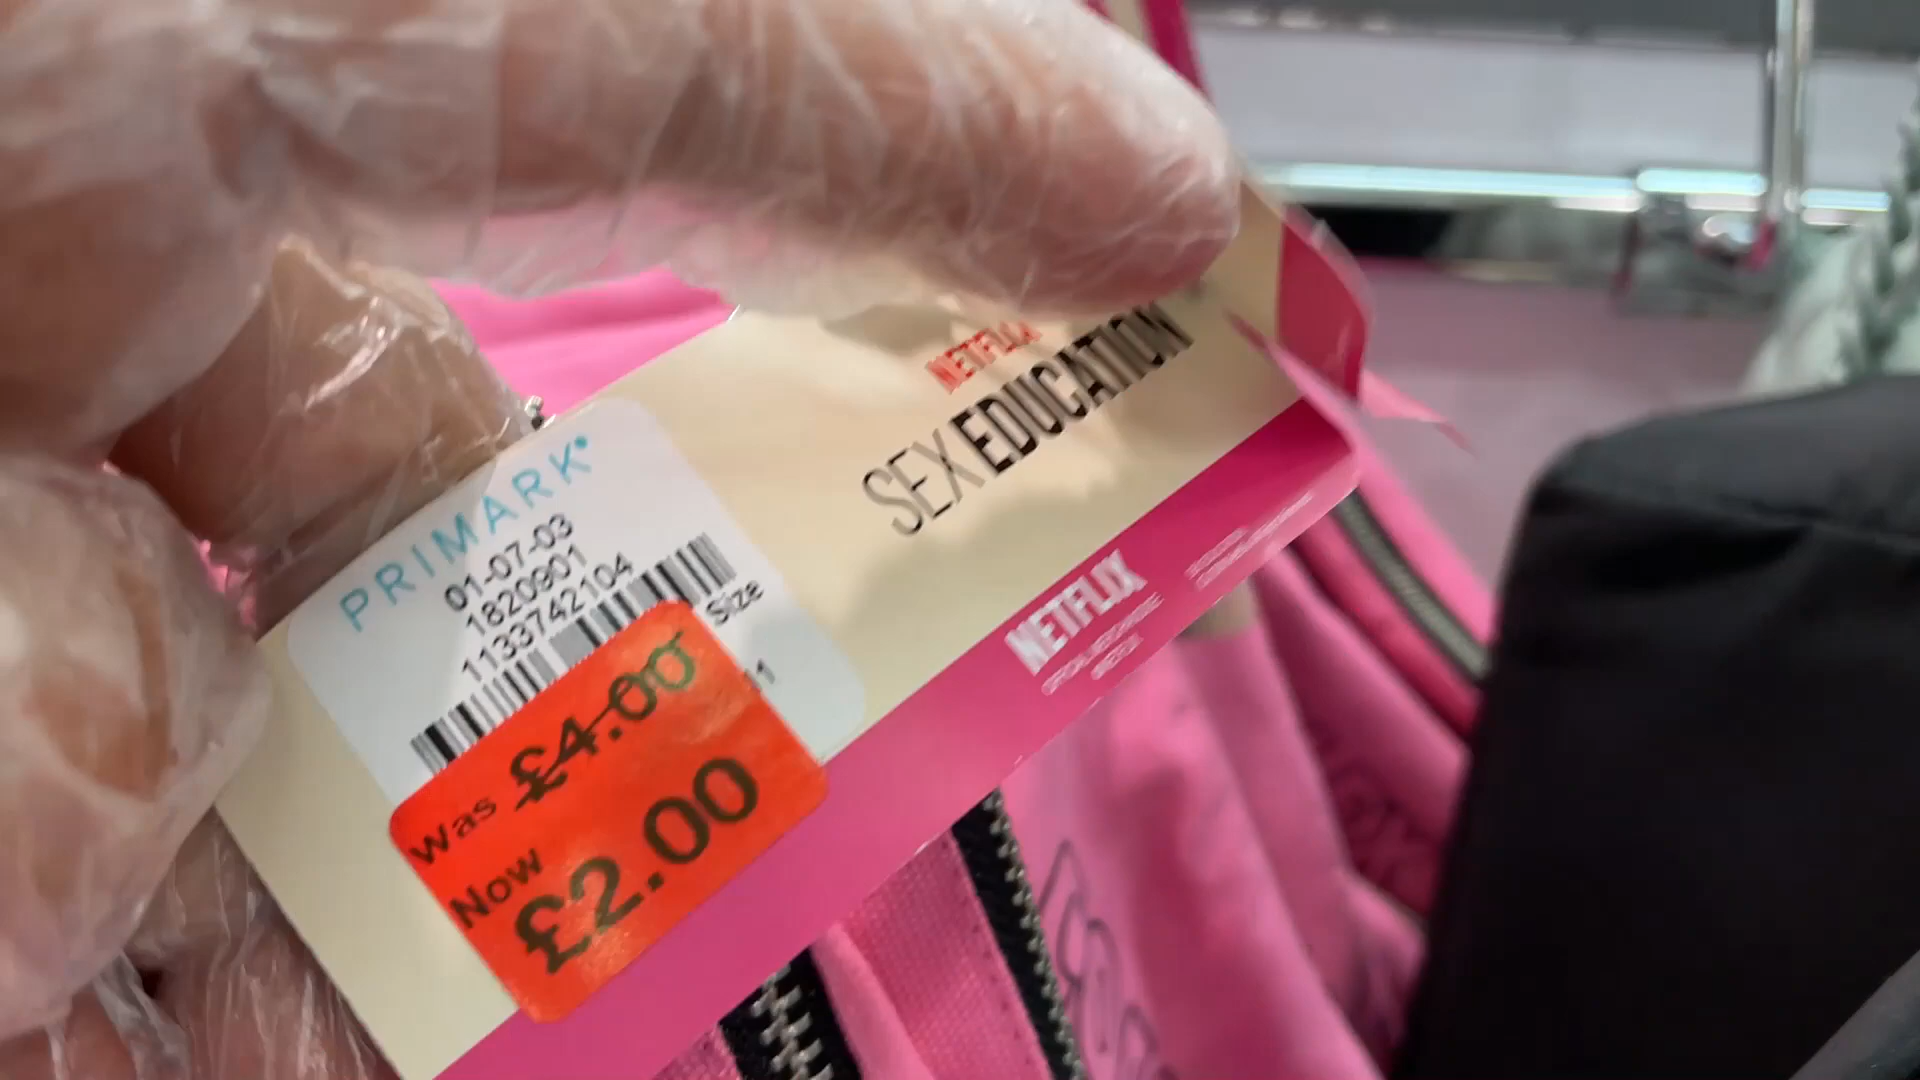 NETFLIX
SEX EDUCATION
PRIMARK
01-07-03
1820901
1133742104
Size
Was £4.00
Now
£2.00
NETFLIX